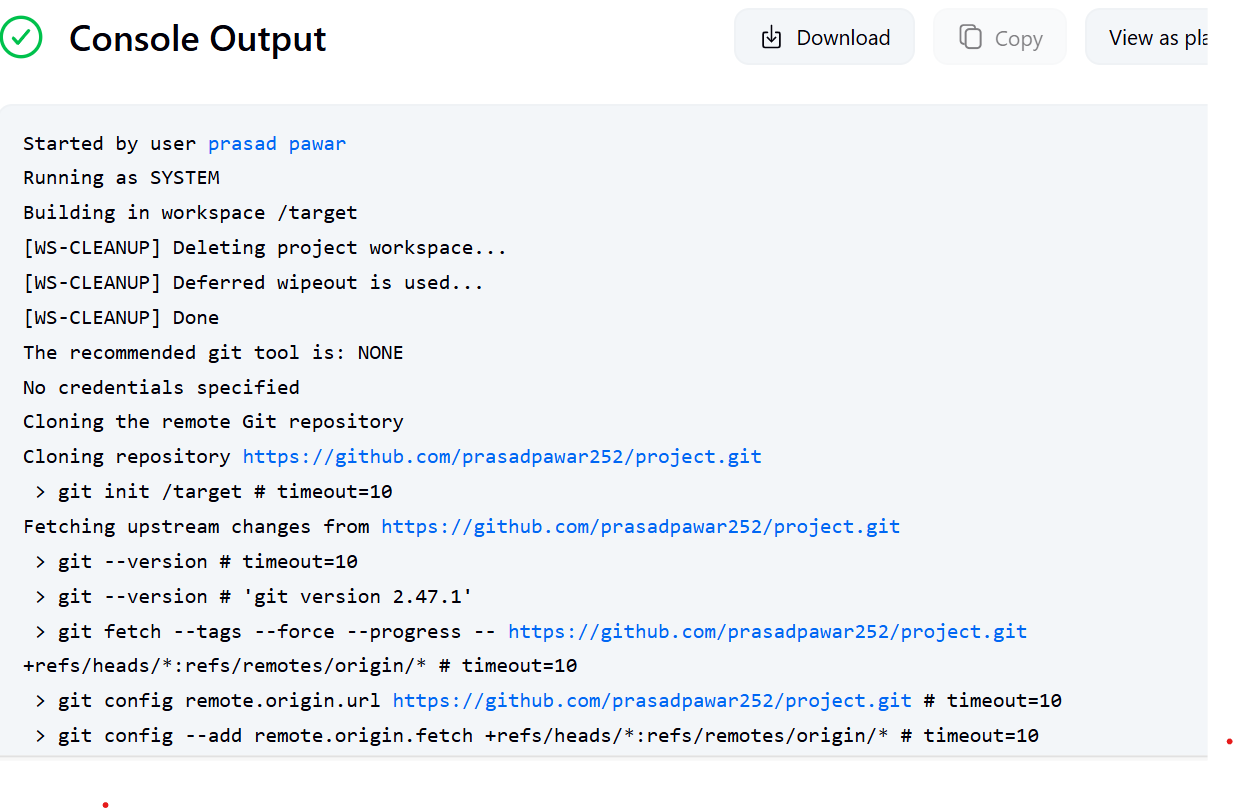 Console Output
Download
Copy
View as pla
Started by user prasad pawar
Running as SYSTEM
Building in workspace /target
[WS-CLEANUP] Deleting project workspace...
[WS-CLEANUP] Deferred wipeout is used...
[WS-CLEANUP] Done
The recommended git tool is: NONE
No credentials specified
Cloning the remote Git repository
Cloning repository https://github.com/prasadpawar252/project.git
 > git init /target # timeout=10
Fetching upstream changes from https://github.com/prasadpawar252/project.git
 > git --version # timeout=10
 > git --version # 'git version 2.47.1'
 > git fetch --tags --force --progress -- https://github.com/prasadpawar252/project.git
+refs/heads/*:refs/remotes/origin/* # timeout=10
 > git config remote.origin.url https://github.com/prasadpawar252/project.git # timeout=10
 > git config --add remote.origin.fetch +refs/heads/*:refs/remotes/origin/* # timeout=10